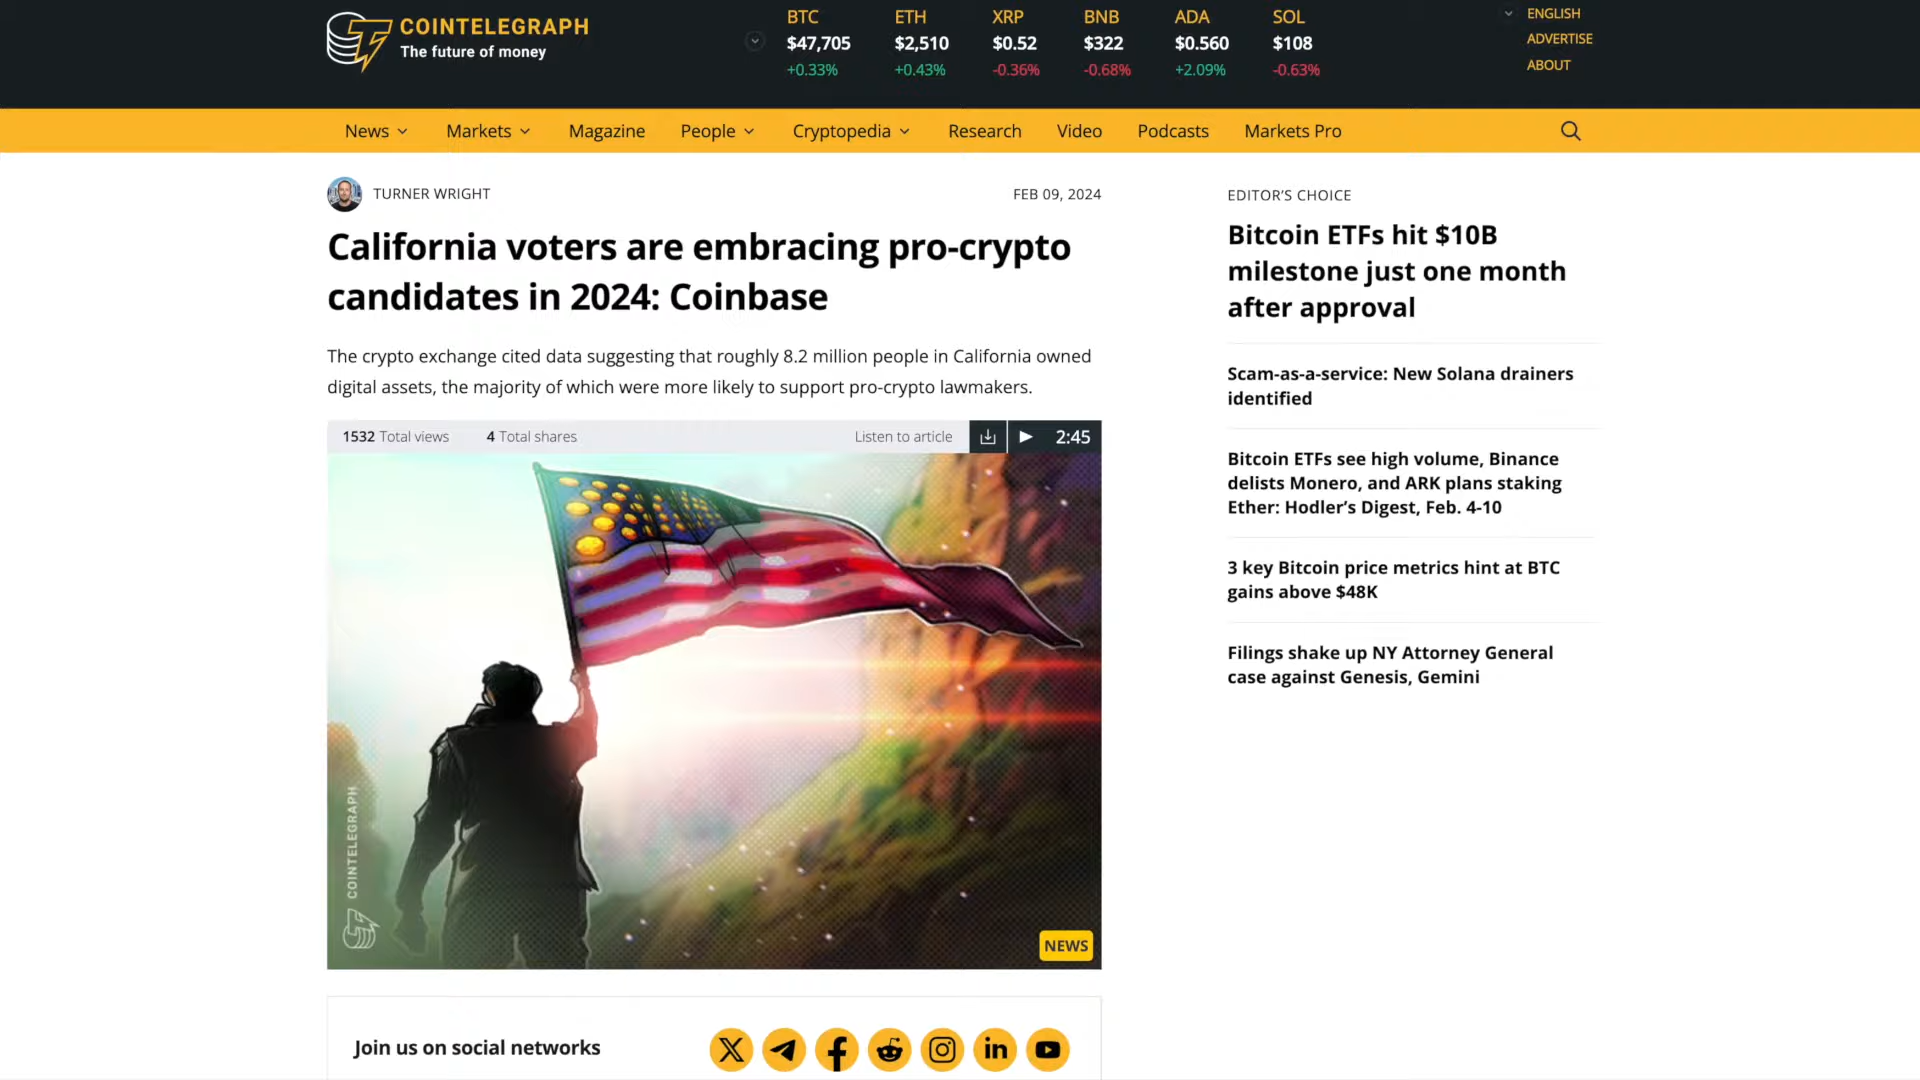 COINTELEGRAPH
The future of money
BTC ETH XRP BNB ADA SOL
$47,705 $2,510 $0.52 $322 $0.560 $108
+0.33% +0.43% -0.36% -0.68% +2.09% -0.63%
ENGLISH
ADVERTISE
ABOUT
News Markets Magazine People Cryptopedia Research Video Podcasts Markets Pro
TURNER WRIGHT
FEB 09, 2024
California voters are embracing pro-crypto
candidates in 2024: Coinbase
The crypto exchange cited data suggesting that roughly 8.2 million people in California owned
digital assets, the majority of which were more likely to support pro-crypto lawmakers.
1532 Total views 4 Total shares Listen to article 2:45
COINTELEGRAPH
NEWS
Join us on social networks
EDITOR’S CHOICE
Bitcoin ETFs hit $10B
milestone just one month
after approval
Scam-as-a-service: New Solana drainers
identified
Bitcoin ETFs see high volume, Binance
delists Monero, and ARK plans staking
Ether: Hodler’s Digest, Feb. 4-10
3 key Bitcoin price metrics hint at BTC
gains above $48K
Filings shake up NY Attorney General
case against Genesis, Gemini